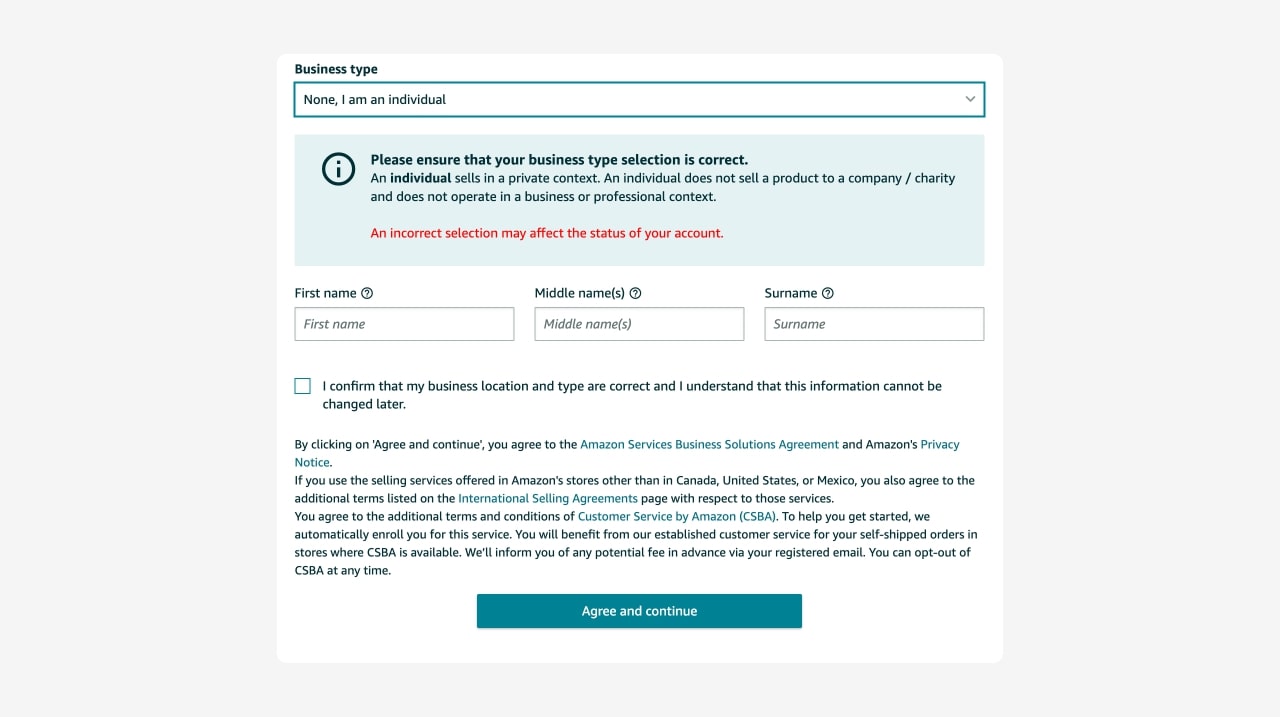 Business type
None, I am an individual
Please ensure that your business type selection is correct.
An individual sells in a private context. An individual does not sell a product to a company / charity
and does not operate in a business or professional context.
An incorrect selection may affect the status of your account.
First name Middle name(s) Surname
First name Middle name(s) Surname
I confirm that my business location and type are correct and I understand that this information cannot be
changed later.
By clicking on 'Agree and continue', you agree to the Amazon Services Business Solutions Agreement and Amazon's Privacy
Notice.
If you use the selling services offered in Amazon's stores other than in Canada, United States, or Mexico, you also agree to the
additional terms listed on the International Selling Agreements page with respect to those services.
You agree to the additional terms and conditions of Customer Service by Amazon (CSBA). To help you get started, we
automatically enroll you for this service. You will benefit from our established customer service for your self-shipped orders in
stores where CSBA is available. We'll inform you of any potential fee in advance via your registered email. You can opt-out of
CSBA at any time.
Agree and continue